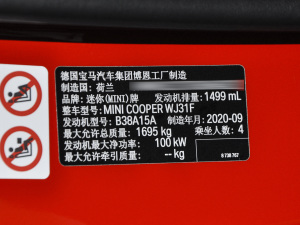 德国宝马汽车集团博恩工厂制造
制造国: 荷兰
品牌: 迷你(MINI)牌 发动机排量: 1499 mL
整车型号: MINI COOPER WJ31F
发动机型号: B38A15A 制造年月: 2020-09
最大允许总质量: 1695 kg 乘坐人数: 4
发动机最大净功率: 100 kW
最大允许牵引质量: -- kg